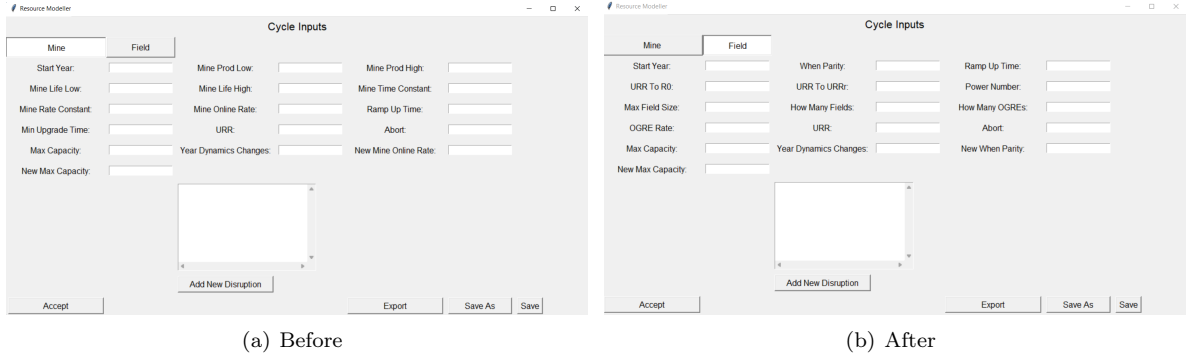 Resource Modeller
Cycle Inputs
Mine Field
Start Year: Mine Prod Low: Mine Prod High:
Mine Life Low: Mine Life High: Mine Time Constant:
Mine Rate Constant: Mine Online Rate: Ramp Up Time:
Min Upgrade Time: URR: Abort:
Max Capacity: Year Dynamics Changes: New Mine Online Rate:
New Max Capacity:
Add New Disruption
Accept Export Save As Save
(a) Before
Resource Modeller
Cycle Inputs
Mine Field
Start Year: When Parity: Ramp Up Time:
URR To R0: URR To URRr: Power Number:
Max Field Size: How Many Fields: How Many OGREs:
OGRE Rate: URR: Abort:
Max Capacity: Year Dynamics Changes: New When Parity:
New Max Capacity:
Add New Disruption
Accept Export Save As Save
(b) After